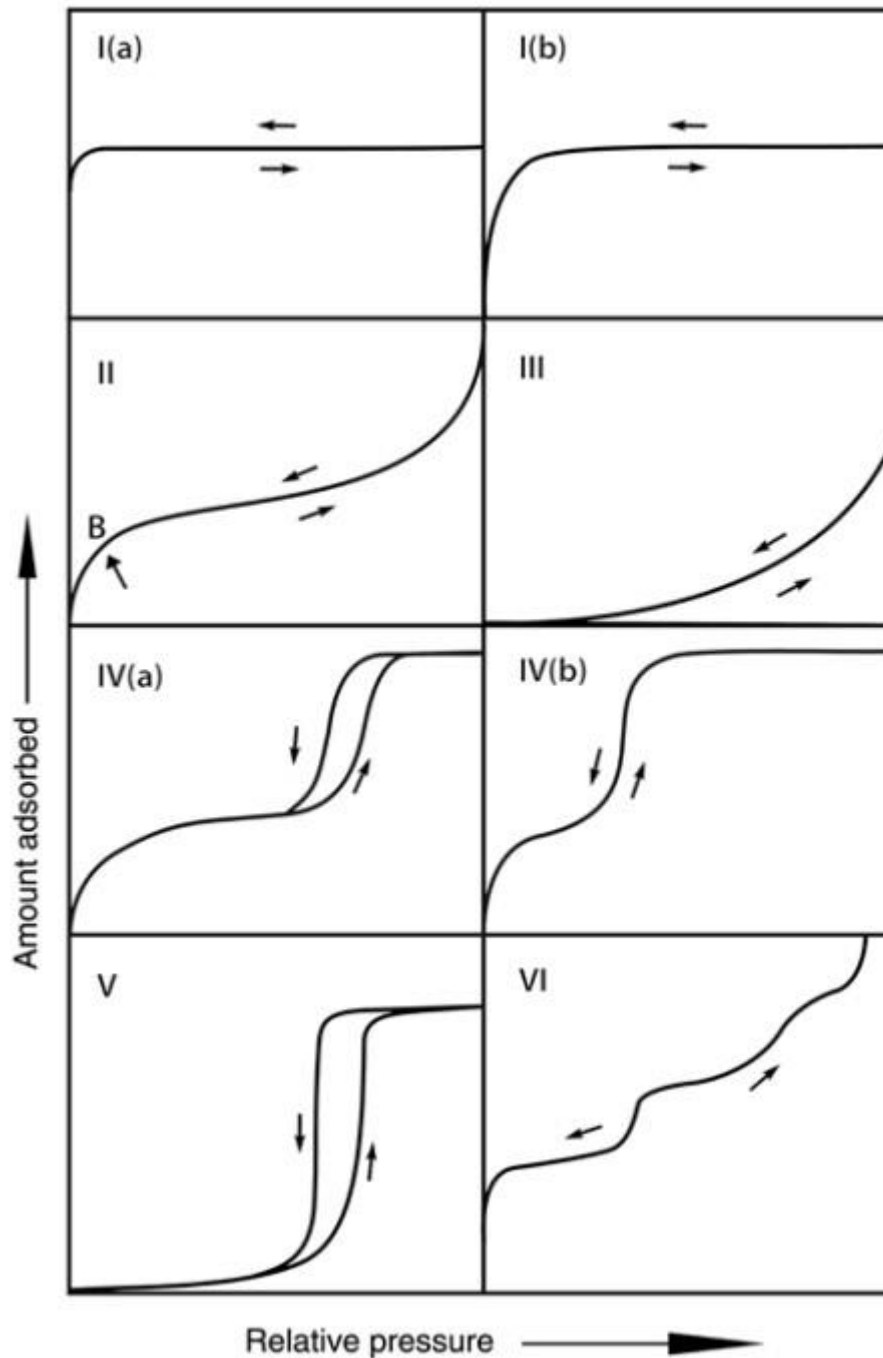 I(a)
I(b)
II
III
B
IV(a)
IV(b)
V
VI
Amount adsorbed
Relative pressure